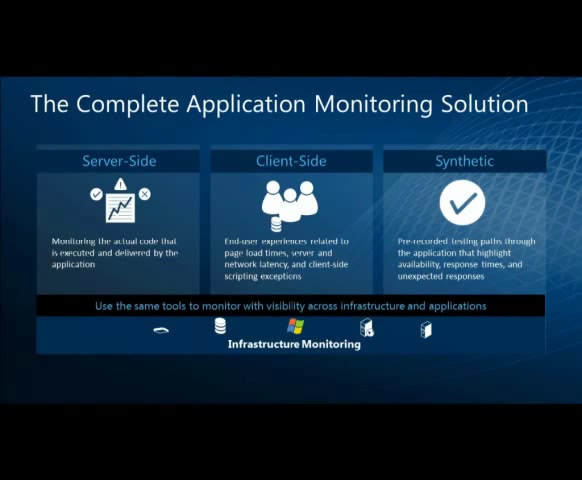 The Complete Application Monitoring Solution
Server-Side
Client-Side
Synthetic
Monitoring the actual code that
is executed and delivered by the
application
End-user experiences related to
page load times, server and
network latency, and client-side
scripting exceptions
Pre-recorded testing paths through
the application that highlight
availability, response times, and
unexpected responses
Use the same tools to monitor with visibility across infrastructure and applications
Infrastructure Monitoring